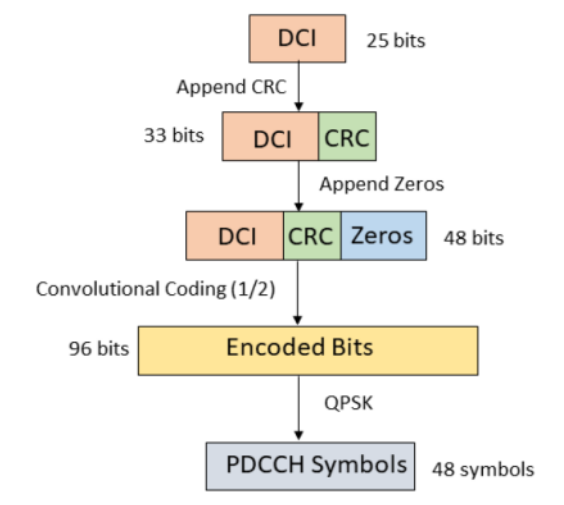 DCI
25 bits
Append CRC
33 bits
DCI
CRC
Append Zeros
DCI
CRC
Zeros
48 bits
Convolutional Coding (1/2)
96 bits
Encoded Bits
QPSK
PDCCH Symbols
48 symbols